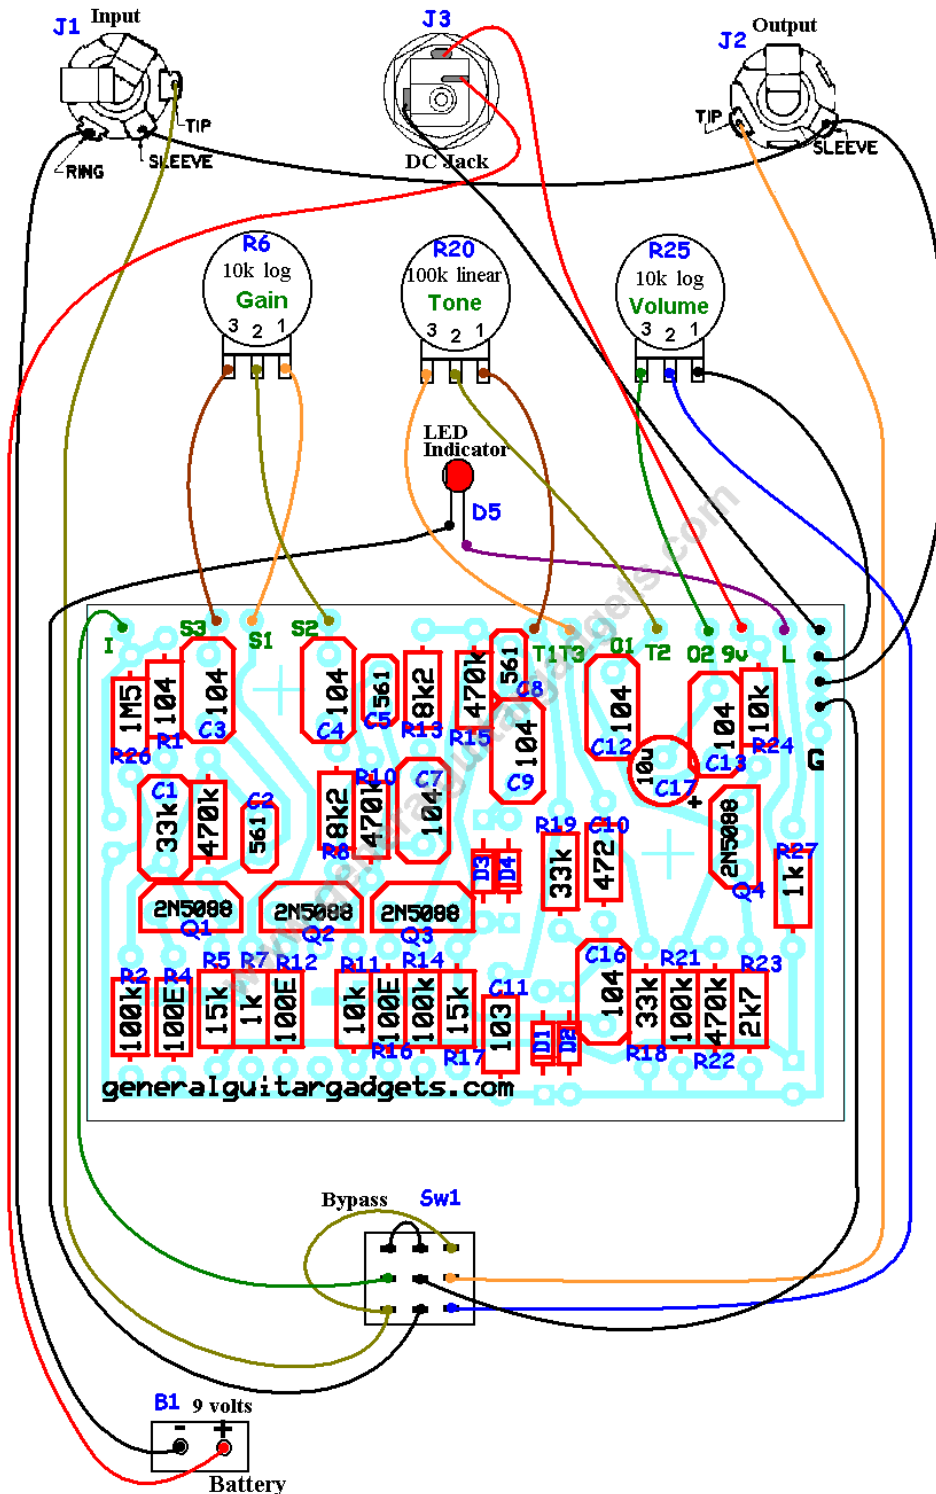 J1 Input
J3
J2 Output
TIP
RING
SLEEVE
DC Jack
TIP
SLEEVE
R6
10k log
Gain
3 2 1
R20
100k linear
Tone
3 2 1
R25
10k log
Volume
3 2 1
LED
Indicator
D5
www.generalguitargadgets.com
I
S3
S1
S2
T1 T3
O1
T2
O2
9v
L
G
1M5
R26
104
R1
104
C3
104
C4
561
C5
8k2
R13
470k
R15
561
C8
104
C9
104
C12
10u
C17
+
104
C13
10k
R24
C1
33k
470k
C2
561
8k2
R8
R10
470k
C7
104
D3
D4
R19
33k
C10
472
2N5088
Q4
R27
1k
2N5088
Q1
2N5088
Q2
2N5088
Q3
R2
100k
R4
100E
R5
15k
R7
1k
R12
100E
R11
10k
100E
R16
R14
100k
15k
R17
C11
103
D1
D2
C16
104
33k
R18
R21
100k
470k
R22
R23
2k7
generalguitargadgets.com
Bypass
Sw1
B1 9 volts
- +
Battery